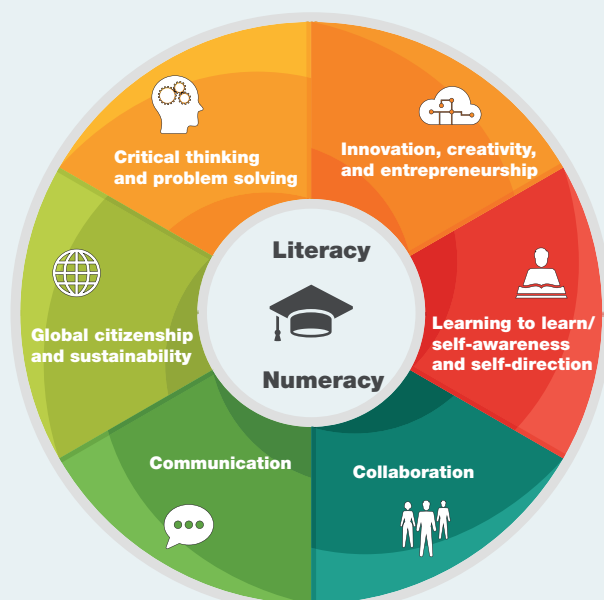 Critical thinking
and problem solving
Innovation, creativity,
and entrepreneurship
Literacy
Numeracy
Global citizenship
and sustainability
Learning to learn/
self-awareness
and self-direction
Communication
Collaboration